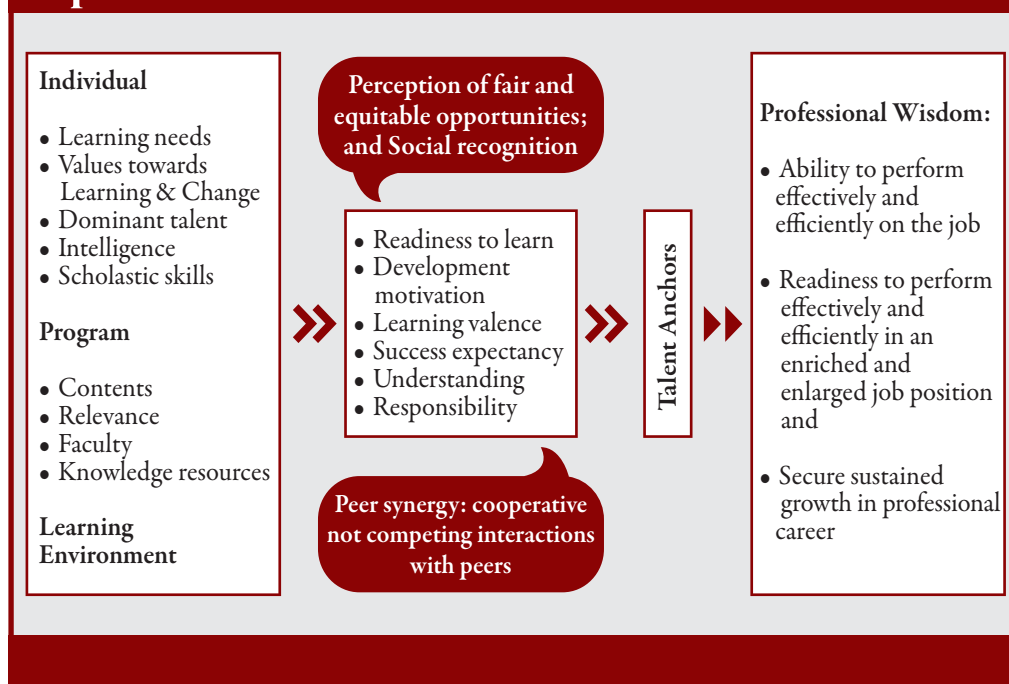 Individual
• Learning needs
• Values towards
Learning & Change
• Dominant talent
• Intelligence
• Scholastic skills
Program
• Contents
• Relevance
• Faculty
• Knowledge resources
Learning
Environment
Perception of fair and
equitable opportunities;
and Social recognition
• Readiness to learn
• Development
motivation
• Learning valence
• Success expectancy
• Understanding
• Responsibility
Peer synergy: cooperative
not competing interactions
with peers
Talent Anchors
Professional Wisdom:
• Ability to perform
effectively and
efficiently on the job
• Readiness to perform
effectively and
efficiently in an
enriched and
enlarged job position
and
• Secure sustained
growth in professional
career